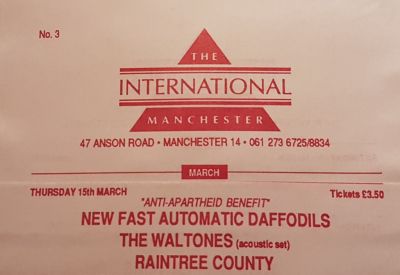 No. 3
THE
INTERNATIONAL
MANCHESTER
47 ANSON ROAD • MANCHESTER 14 • 061 273 6725/8834
MARCH
THURSDAY 15th MARCH
Tickets £3.50
"ANTI-APARTHEID BENEFIT"
NEW FAST AUTOMATIC DAFFODILS
THE WALTONES (acoustic set)
RAINTREE COUNTY